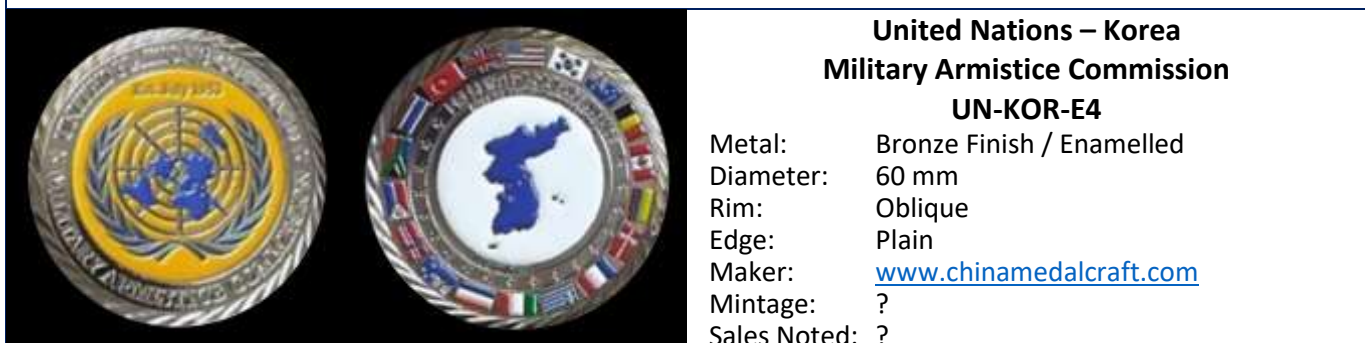 United Nations – Korea
Military Armistice Commission
UN-KOR-E4
Metal: Bronze Finish / Enamelled
Diameter: 60 mm
Rim: Oblique
Edge: Plain
Maker: www.chinamedalcraft.com
Mintage: ?
Sales Noted: ?